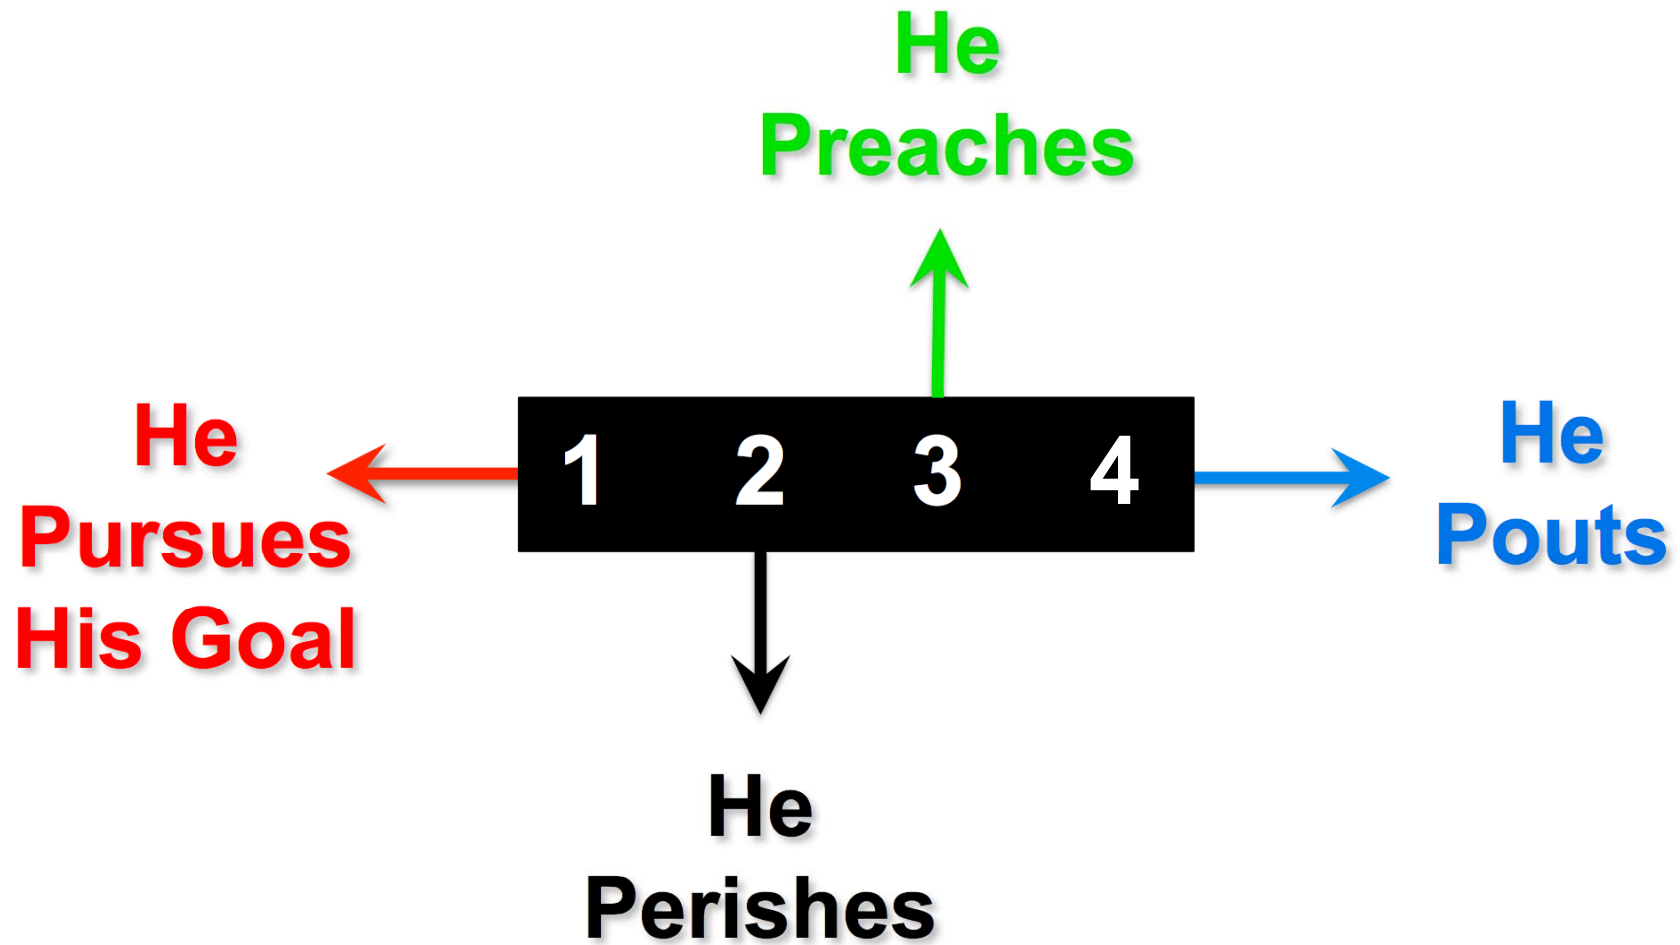 He
Preaches
He
Pursues
His Goal
1 2 3 4
He
Pouts
He
Perishes